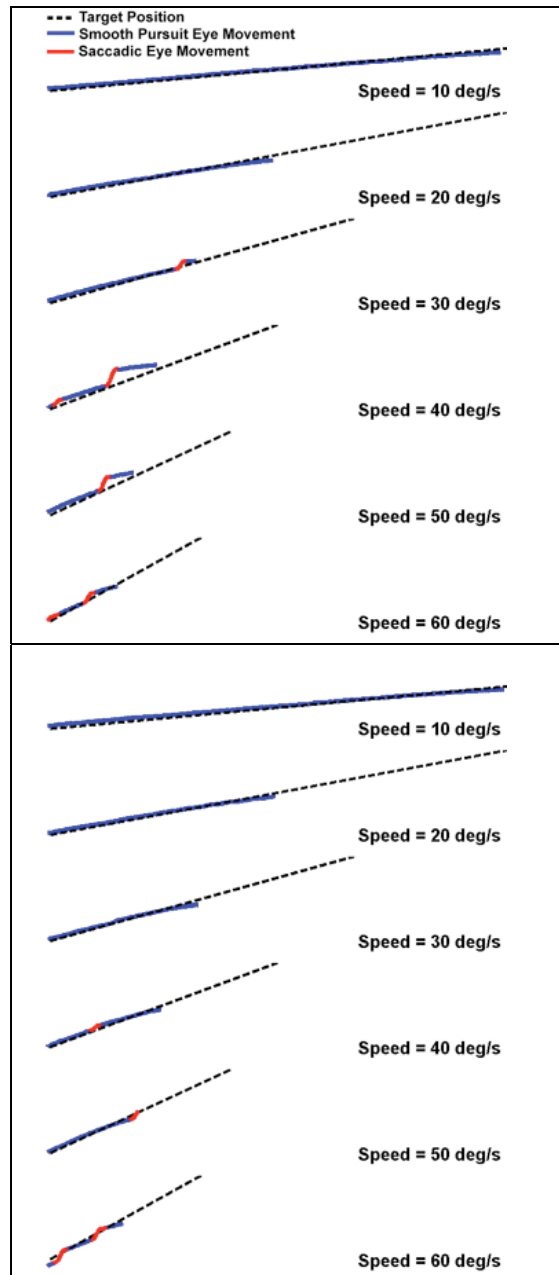 Target Position
Smooth Pursuit Eye Movement
Saccadic Eye Movement
Speed = 10 deg/s
Speed = 20 deg/s
Speed = 30 deg/s
Speed = 40 deg/s
Speed = 50 deg/s
Speed = 60 deg/s
Speed = 10 deg/s
Speed = 20 deg/s
Speed = 30 deg/s
Speed = 40 deg/s
Speed = 50 deg/s
Speed = 60 deg/s